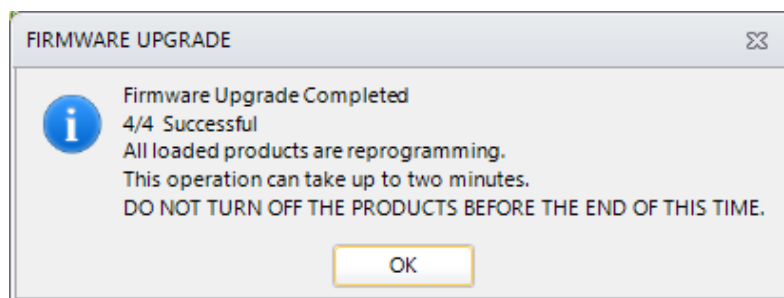 FIRMWARE UPGRADE
Firmware Upgrade Completed
4/4 Successful
All loaded products are reprogramming.
This operation can take up to two minutes.
DO NOT TURN OFF THE PRODUCTS BEFORE THE END OF THIS TIME.
OK